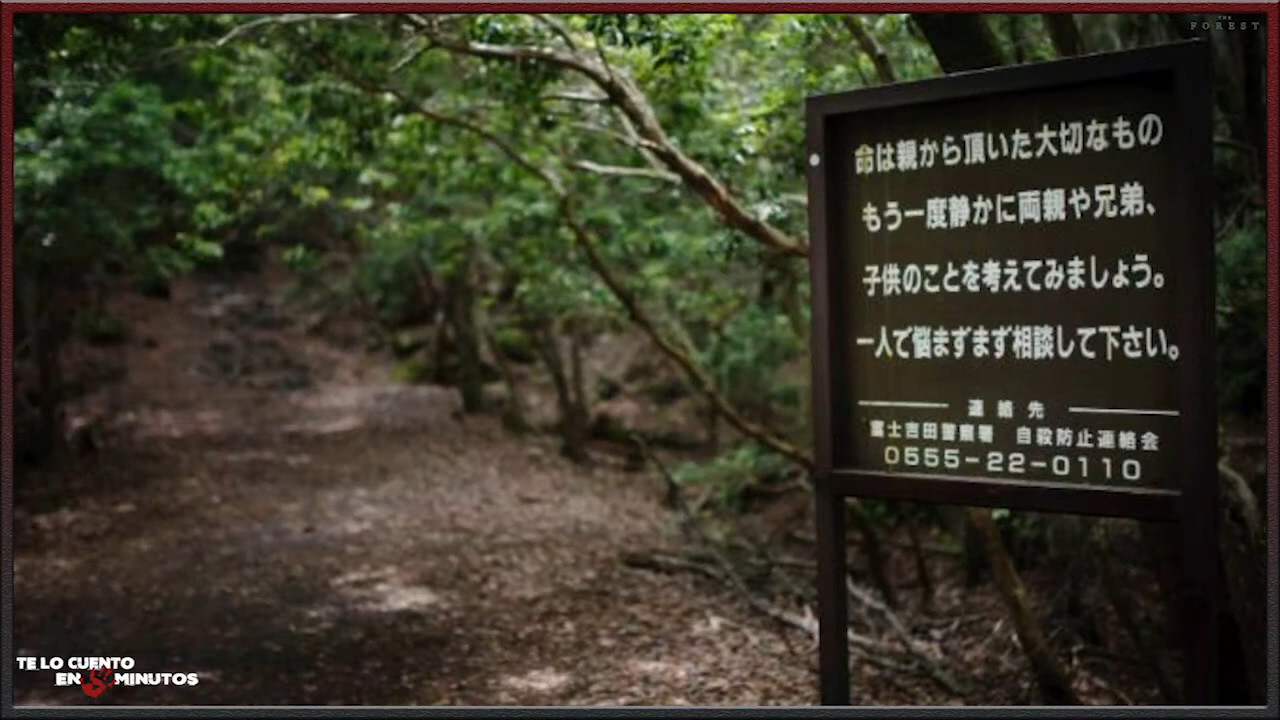 THE
FOREST
命は親から頂いた大切なもの
もう一度静かに両親や兄弟、
子供のことを考えてみましょう。
一人で悩まずまず相談して下さい。
連絡先
富士吉田警察署 自殺防止連絡会
0555-22-0110
TE LO CUENTO
EN 5 MINUTOS